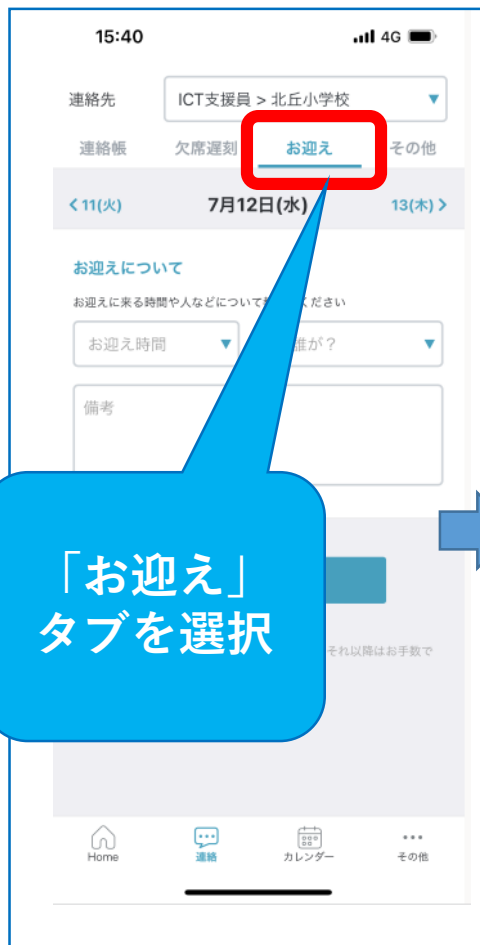 15:40
4G
連絡先
ICT支援員 > 北丘小学校
連絡帳 欠席遅刻 お迎え その他
11(火) 7月12日(水) 13(木)
お迎えについて
お迎えに来る時間や人などについて ください
お迎え時間
誰が？
備考
「お迎え」
タブを選択
それ以降はお手数で
Home 連絡 カレンダー その他